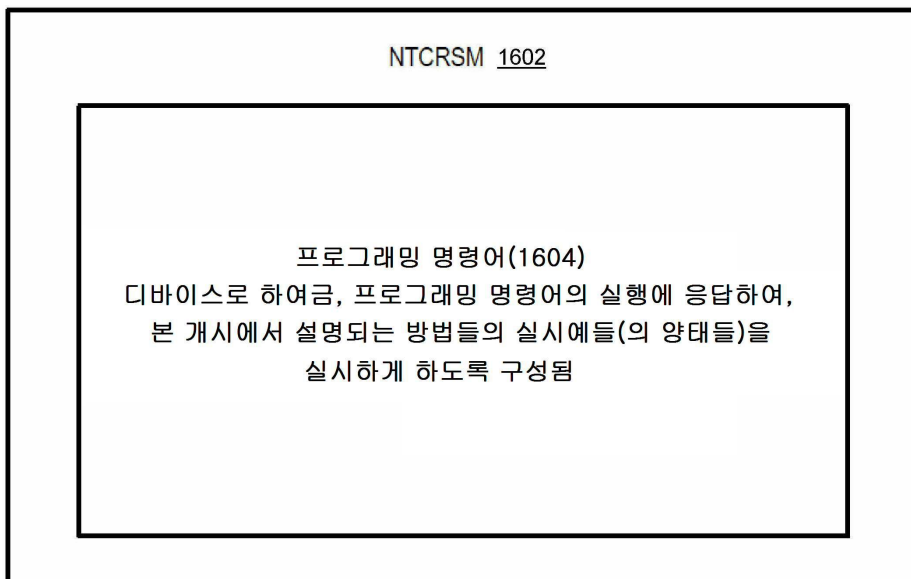 NTCRSM 1602
프로그래밍 명령어(1604)
디바이스로 하여금, 프로그래밍 명령어의 실행에 응답하여,
본 개시에서 설명되는 방법들의 실시예들(의 양태들)을
실시하게 하도록 구성됨